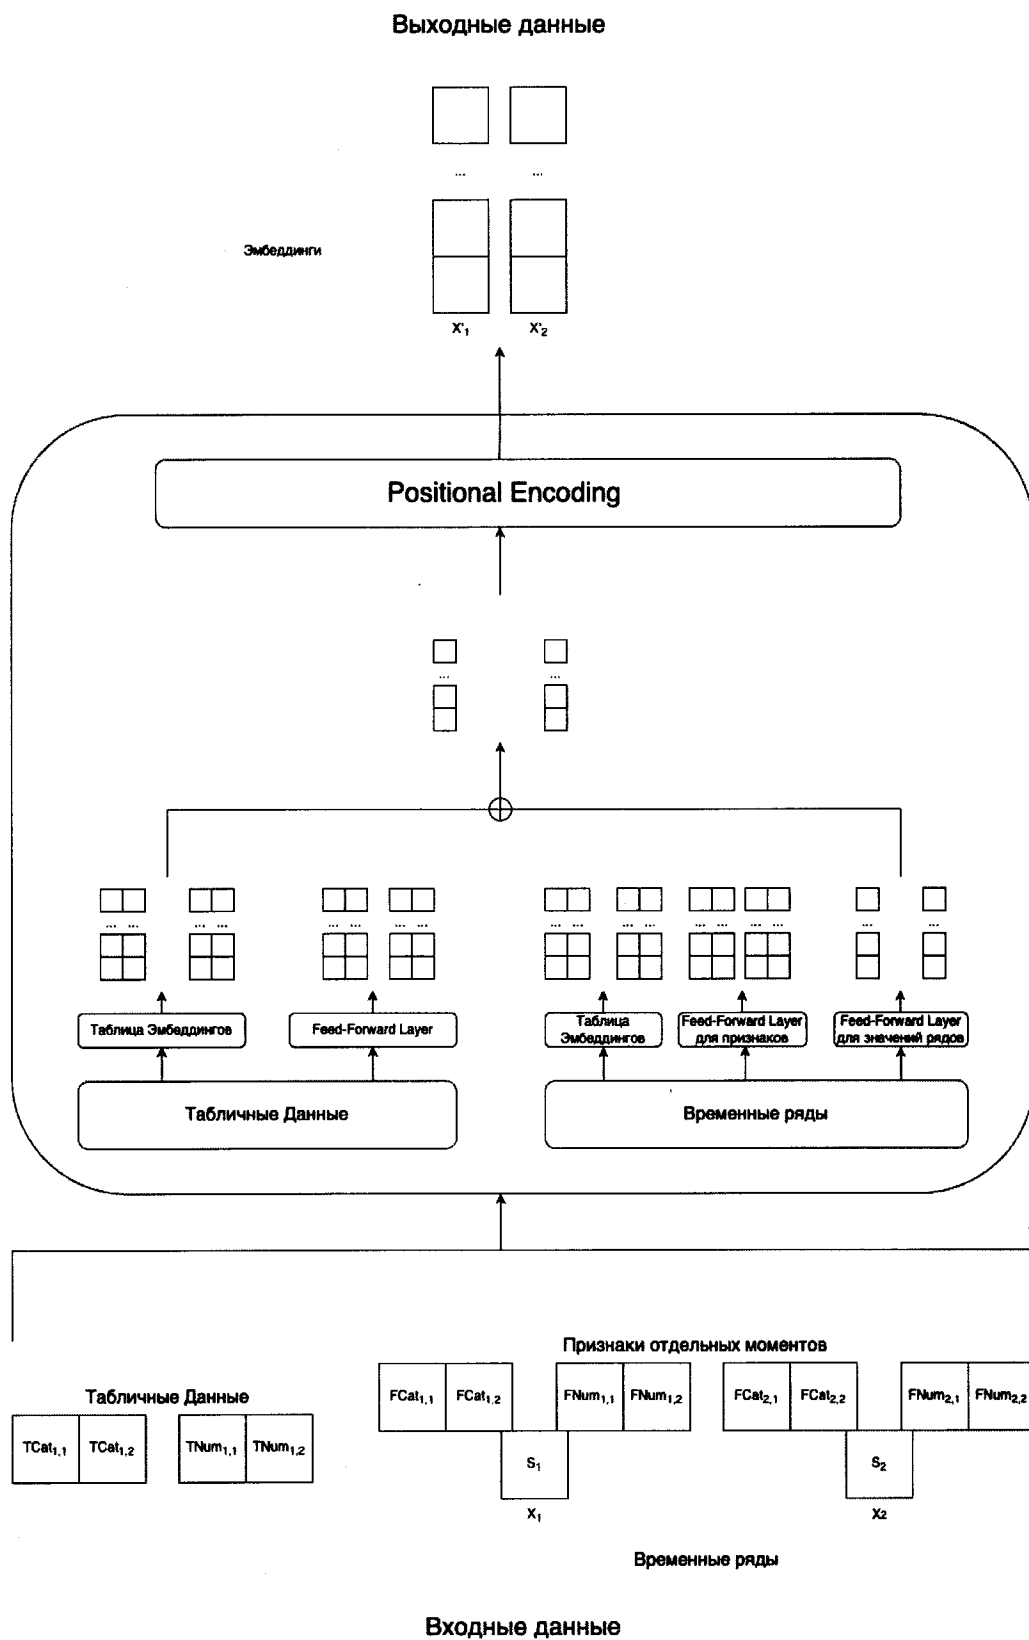 Выходные данные
... ...
Эмбеддинги
X'₁ X'₂
Positional Encoding
... ...
... ... ... ... ... ... ... ... ... ... ... ... ... ... ... ... ... ...
Таблица Эмбеддингов
Feed-Forward Layer
Таблица
Эмбеддингов
Feed-Forward Layer
для признаков
Feed-Forward Layer
для значений рядов
Табличные Данные
Временные ряды
Признаки отдельных моментов
Табличные Данные
FCat₁,₁ FCat₁,₂ FNum₁,₁ FNum₁,₂ FCat₂,₁ FCat₂,₂ FNum₂,₁ FNum₂,₂
TCat₁,₁ TCat₁,₂ TNum₁,₁ TNum₁,₂
S₁ S₂
X₁ X2
Временные ряды
Входные данные